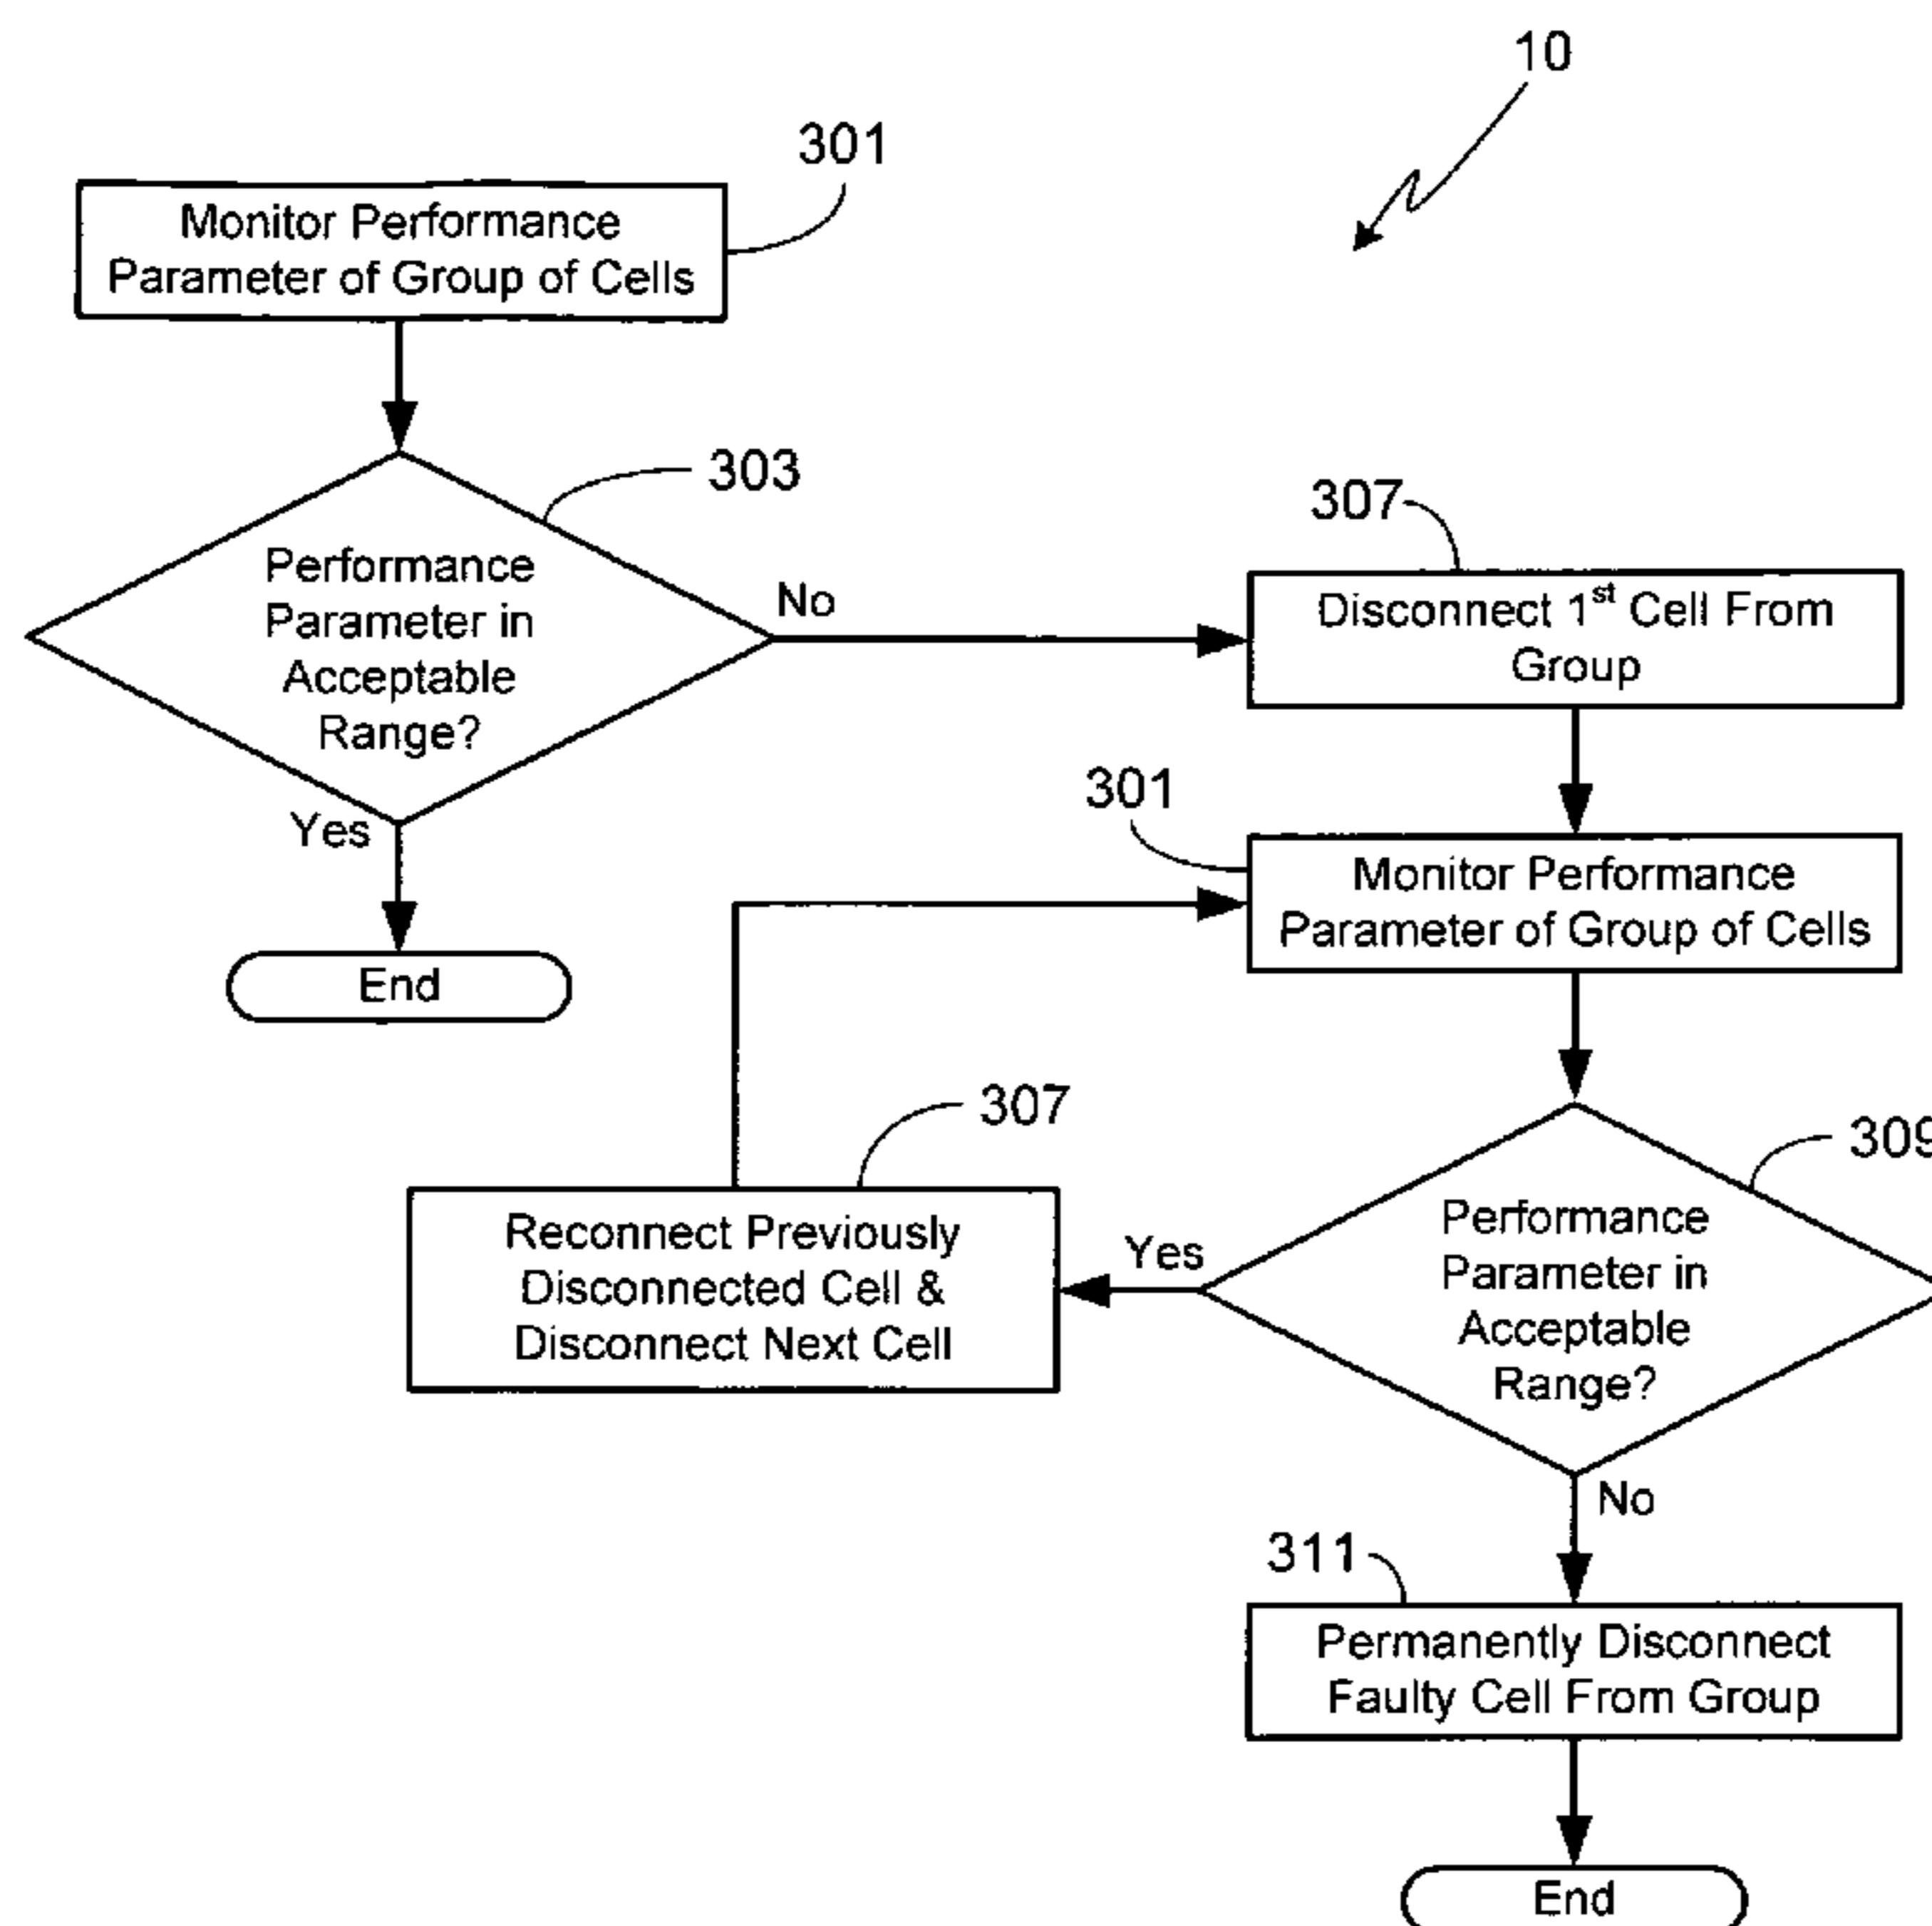 10
301
Monitor Performance
Parameter of Group of Cells
303
Performance
Parameter in
Acceptable
Range?
No
Yes
End
307
Disconnect 1st Cell From
Group
301
Monitor Performance
Parameter of Group of Cells
309
Performance
Parameter in
Acceptable
Range?
Yes
307
Reconnect Previously
Disconnected Cell &
Disconnect Next Cell
No
311
Permanently Disconnect
Faulty Cell From Group
End